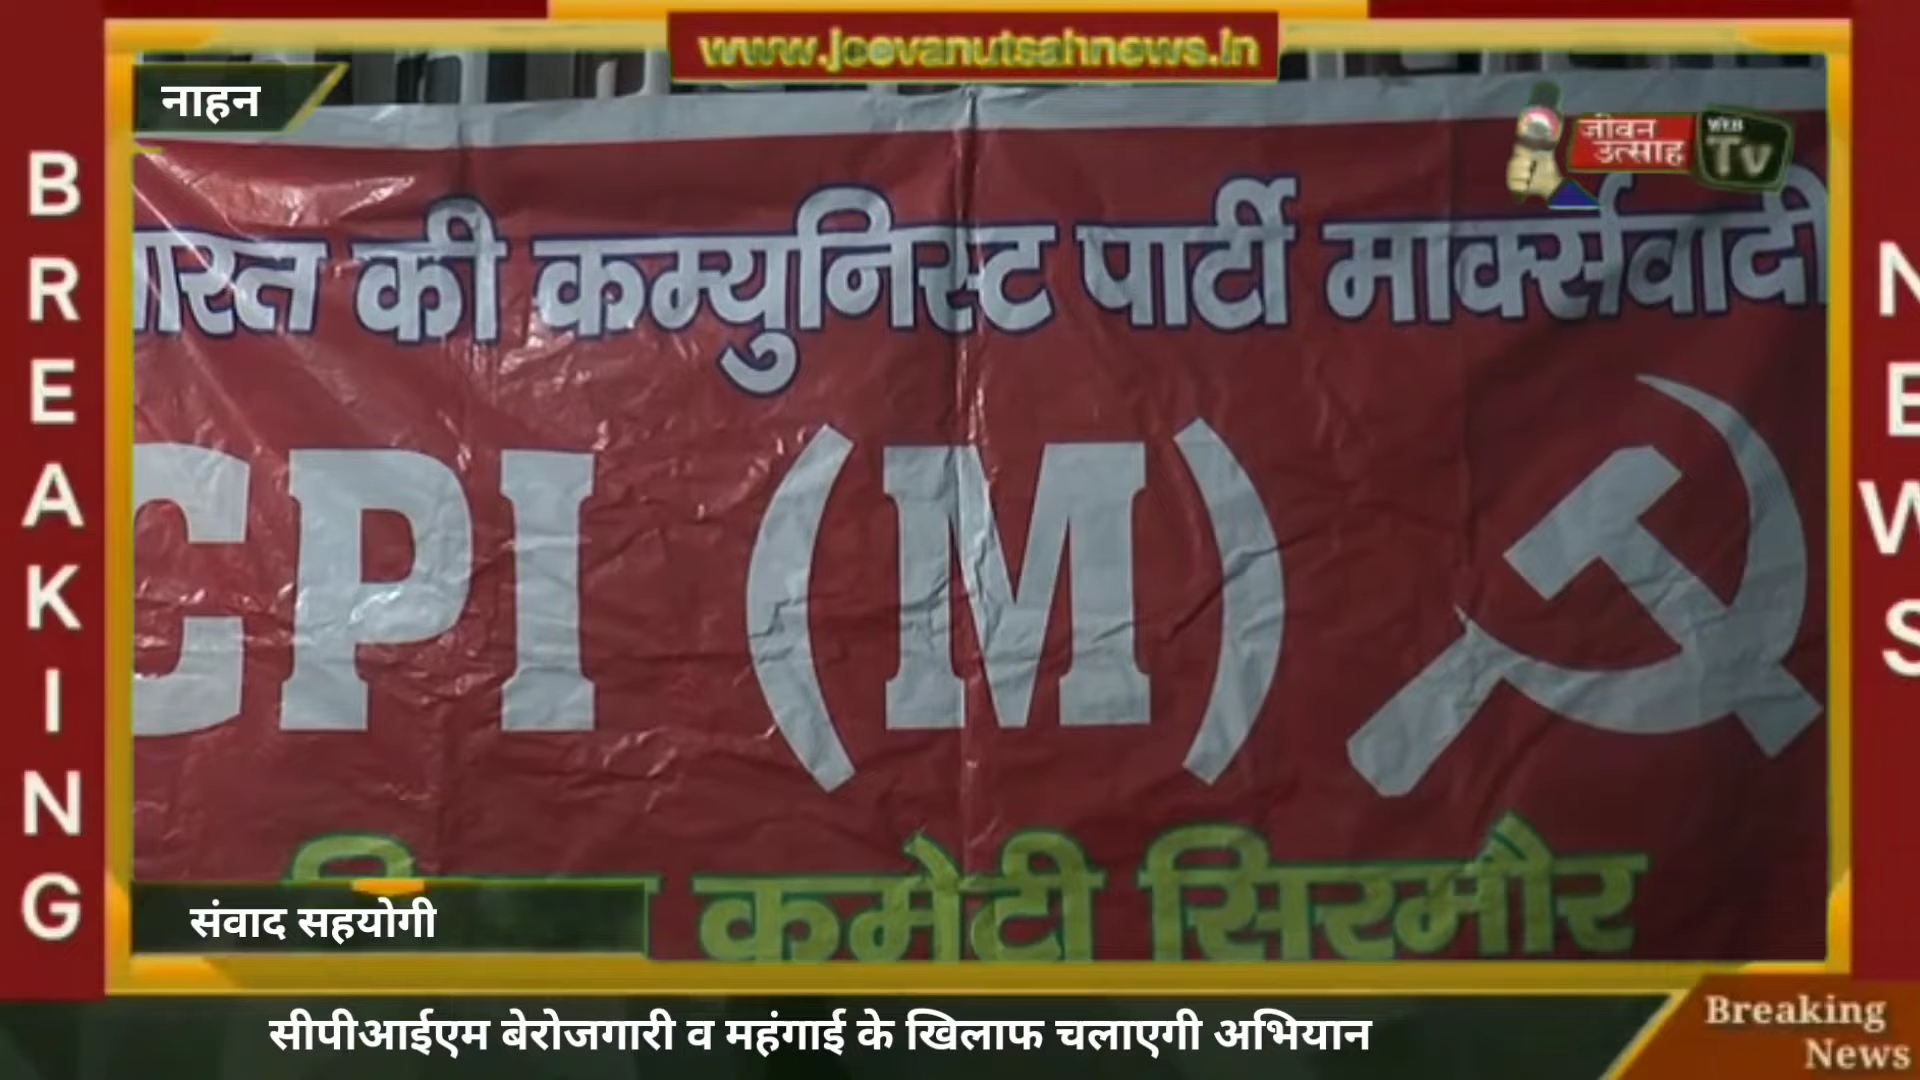 www.jeevanutsahnews.in
नाहन
जीवन
उत्साह
WEB
TV
भारत की कम्युनिस्ट पार्टी मार्क्सवादी
CPI (M)
कमेटी सिरमौर
संवाद सहयोगी
सीपीआईएम बेरोजगारी व महंगाई के खिलाफ चलाएगी अभियान
Breaking
News
BREAKING
NEWS